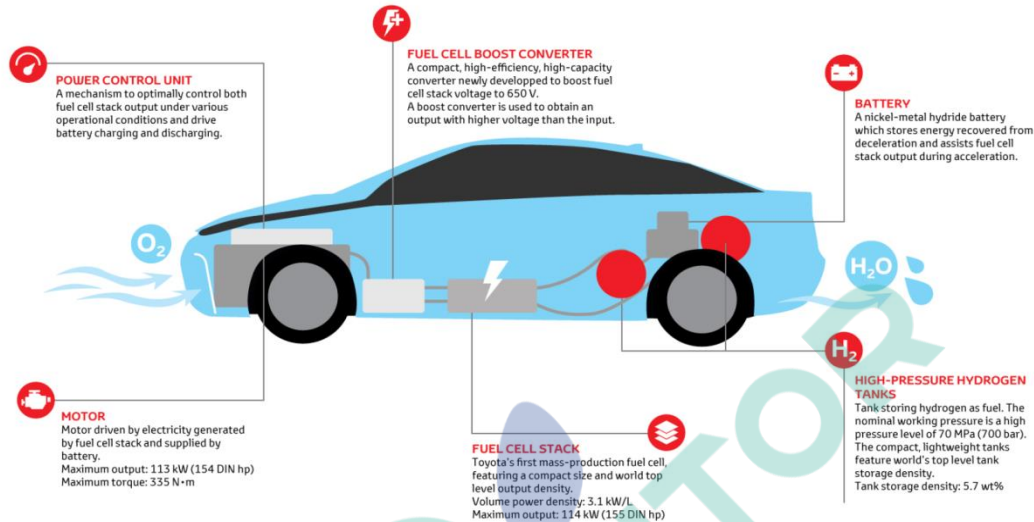 POWER CONTROL UNIT
A mechanism to optimally control both
fuel cell stack output under various
operational conditions and drive
battery charging and discharging.
FUEL CELL BOOST CONVERTER
A compact, high-efficiency, high-capacity
converter newly developped to boost fuel
cell stack voltage to 650 V.
A boost converter is used to obtain an
output with higher voltage than the input.
BATTERY
A nickel-metal hydride battery
which stores energy recovered from
deceleration and assists fuel cell
stack output during acceleration.
O2
H2O
H2
MOTOR
Motor driven by electricity generated
by fuel cell stack and supplied by
battery.
Maximum output: 113 kW (154 DIN hp)
Maximum torque: 335 N•m
FUEL CELL STACK
Toyota's first mass-production fuel cell,
featuring a compact size and world top
level output density.
Volume power density: 3.1 kW/L
Maximum output: 114 kW (155 DIN hp)
HIGH-PRESSURE HYDROGEN
TANKS
Tank storing hydrogen as fuel. The
nominal working pressure is a high
pressure level of 70 MPa (700 bar).
The compact, lightweight tanks
feature world's top level tank
storage density.
Tank storage density: 5.7 wt%
TOR